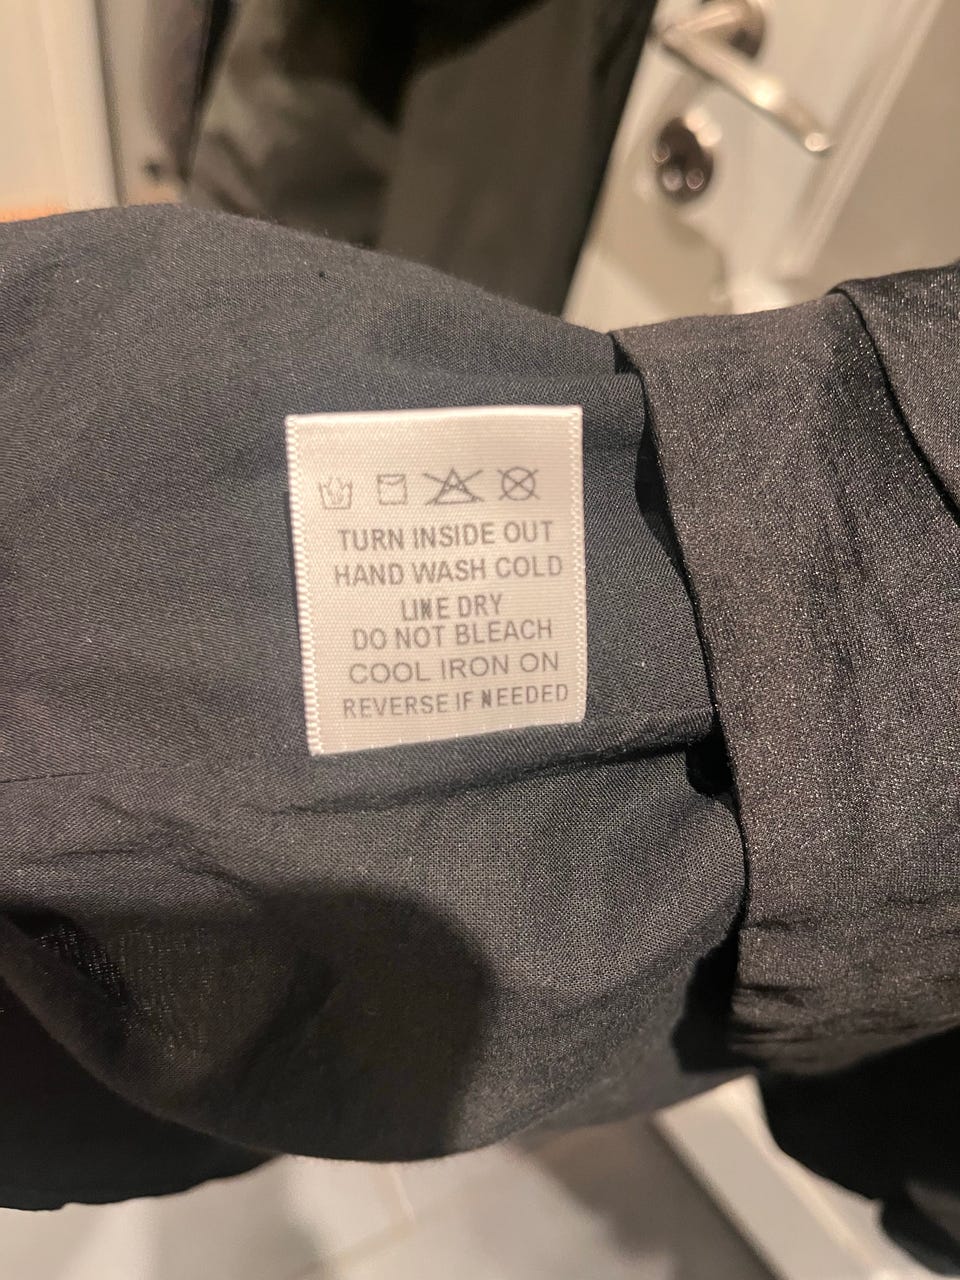 TURN INSIDE OUT
HAND WASH COLD
LINE DRY
DO NOT BLEACH
COOL IRON ON
REVERSE IF NEEDED